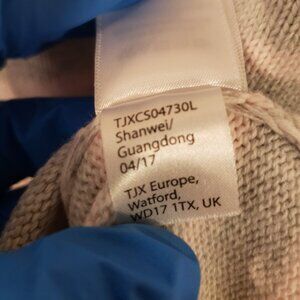 TJXCS04730L
Shanwei/
Guangdong
04/17
TJX Europe,
Watford,
WD17 1TX, UK